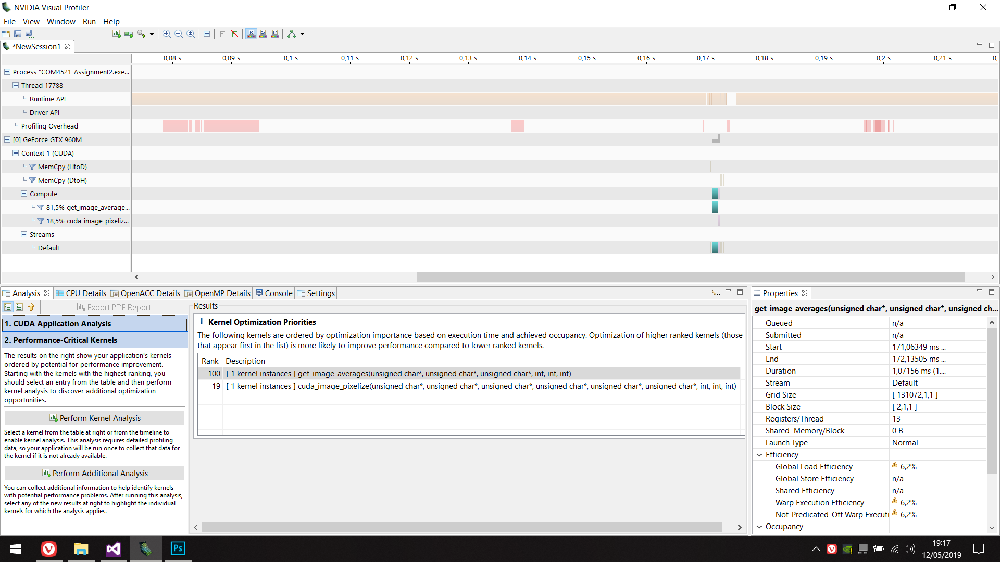 NVIDIA Visual Profiler
File View Window Run Help
*NewSession1
0,08 s 0,09 s 0,1 s 0,11 s 0,12 s 0,13 s 0,14 s 0,15 s 0,16 s 0,17 s 0,18 s 0,19 s 0,2 s 0,21 s 0,
Process "COM4521-Assignment2.exe...
Thread 17788
Runtime API
Driver API
Profiling Overhead
[0] GeForce GTX 960M
Context 1 (CUDA)
MemCpy (HtoD)
MemCpy (DtoH)
Compute
81,5% get_image_average...
18,5% cuda_image_pixeliz...
Streams
Default
Analysis CPU Details OpenACC Details OpenMP Details Console Settings
Export PDF Report
1. CUDA Application Analysis
2. Performance-Critical Kernels
The results on the right show your application's kernels
ordered by potential for performance improvement.
Starting with the kernels with the highest ranking, you
should select an entry from the table and then perform
kernel analysis to discover additional optimization
opportunities.
Perform Kernel Analysis
Select a kernel from the table at right or from the timeline to
enable kernel analysis. This analysis requires detailed profiling
data, so your application will be run once to collect that data for
the kernel if it is not already available.
Perform Additional Analysis
You can collect additional information to help identify kernels
with potential performance problems. After running this analysis,
select any of the new results at right to highlight the individual
kernels for which the analysis applies.
Results
i Kernel Optimization Priorities
The following kernels are ordered by optimization importance based on execution time and achieved occupancy. Optimization of higher ranked kernels (those
that appear first in the list) is more likely to improve performance compared to lower ranked kernels.
Rank Description
100 [ 1 kernel instances ] get_image_averages(unsigned char*, unsigned char*, unsigned char*, int, int, int)
19 [ 1 kernel instances ] cuda_image_pixelize(unsigned char*, unsigned char*, unsigned char*, unsigned char*, unsigned char*, unsigned char*, int, int, int)
Properties
get_image_averages(unsigned char*, unsigned char*, unsigned ch...
Queued n/a
Submitted n/a
Start 171,06349 ms ...
End 172,13505 ms ...
Duration 1,07156 ms (1....
Stream Default
Grid Size [ 131072,1,1 ]
Block Size [ 2,1,1 ]
Registers/Thread 13
Shared Memory/Block 0 B
Launch Type Normal
Efficiency
Global Load Efficiency 6,2%
Global Store Efficiency n/a
Shared Efficiency n/a
Warp Execution Efficiency 6,2%
Not-Predicated-Off Warp Executi 6,2%
Occupancy
Ps
19:17
12/05/2019